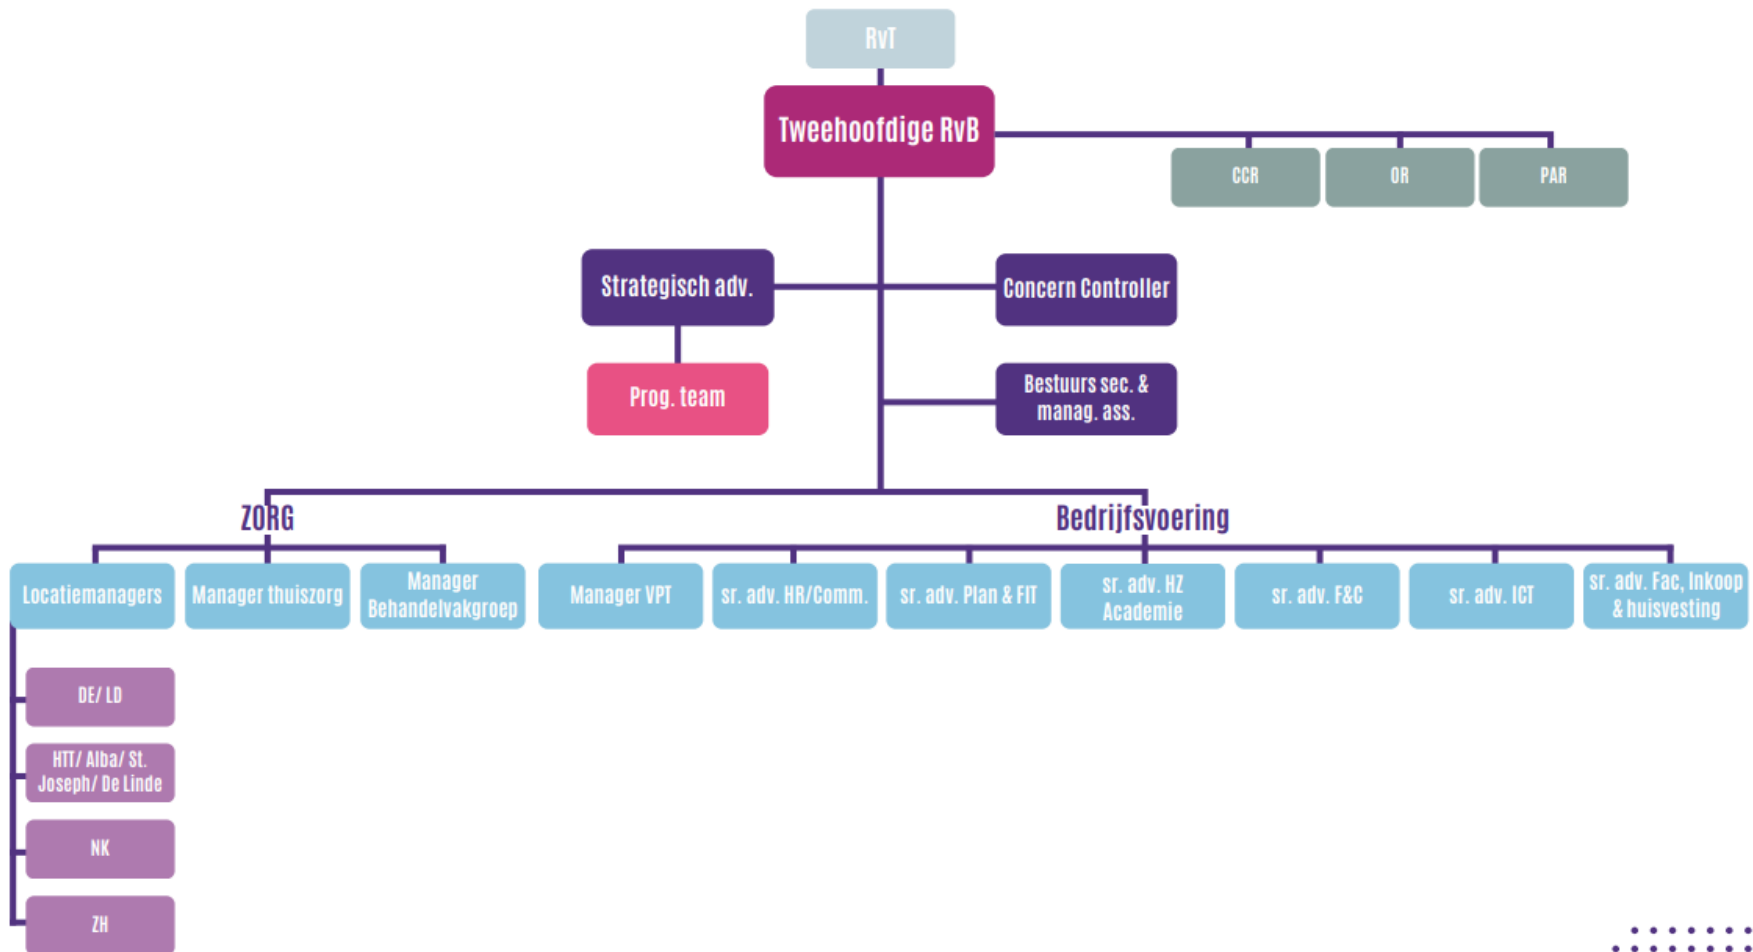 RvT
Tweehoofdige RvB
CCR
OR
PAR
Strategisch adv.
Concern Controller
Prog. team
Bestuurs sec. &
manag. ass.
ZORG
Bedrijfsvoering
Locatiemanagers
Manager thuiszorg
Manager
Behandelvakgroep
Manager VPT
sr. adv. HR/Comm.
sr. adv. Plan & FIT
sr. adv. HZ
Academie
sr. adv. F&C
sr. adv. ICT
sr. adv. Fac, Inkoop
& huisvesting
DE/ LD
HTT/ Alba/ St.
Joseph/ De Linde
NK
ZH